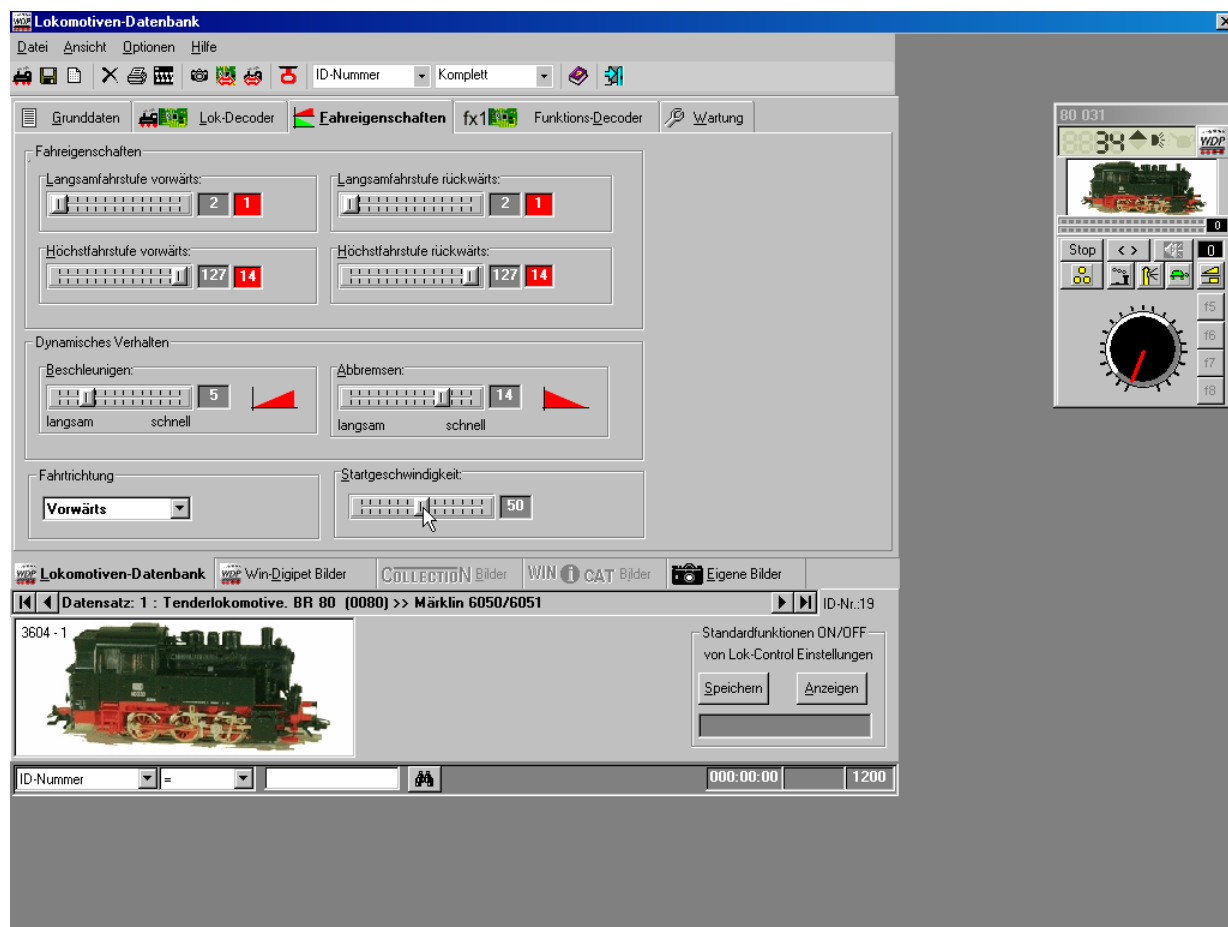 Lokomotiven-Datenbank
Datei Ansicht Optionen Hilfe
ID-Nummer Komplett
Grunddaten Lok-Decoder Fahreigenschaften fx1 Funktions-Decoder Wartung
Fahreigenschaften
Langsamfahrstufe vorwärts: Langsamfahrstufe rückwärts:
2 1 2 1
Höchstfahrstufe vorwärts: Höchstfahrstufe rückwärts:
127 14 127 14
Dynamisches Verhalten
Beschleunigen: Abbremsen:
5 14
langsam schnell langsam schnell
Fahrtrichtung Startgeschwindigkeit:
Vorwärts 50
Lokomotiven-Datenbank Win-Digipet Bilder COLLECTION Bilder WIN i CAT Bilder Eigene Bilder
Datensatz: 1 : Tenderlokomotive. BR 80 (0080) >> Märklin 6050/6051 ID-Nr.:19
3604 - 1
Standardfunktionen ON/OFF
von Lok-Control Einstellungen
Speichern Anzeigen
ID-Nummer = 000:00:00 1200
80 031
34 WDP
0
Stop < > 0
f5
f6
f7
f8